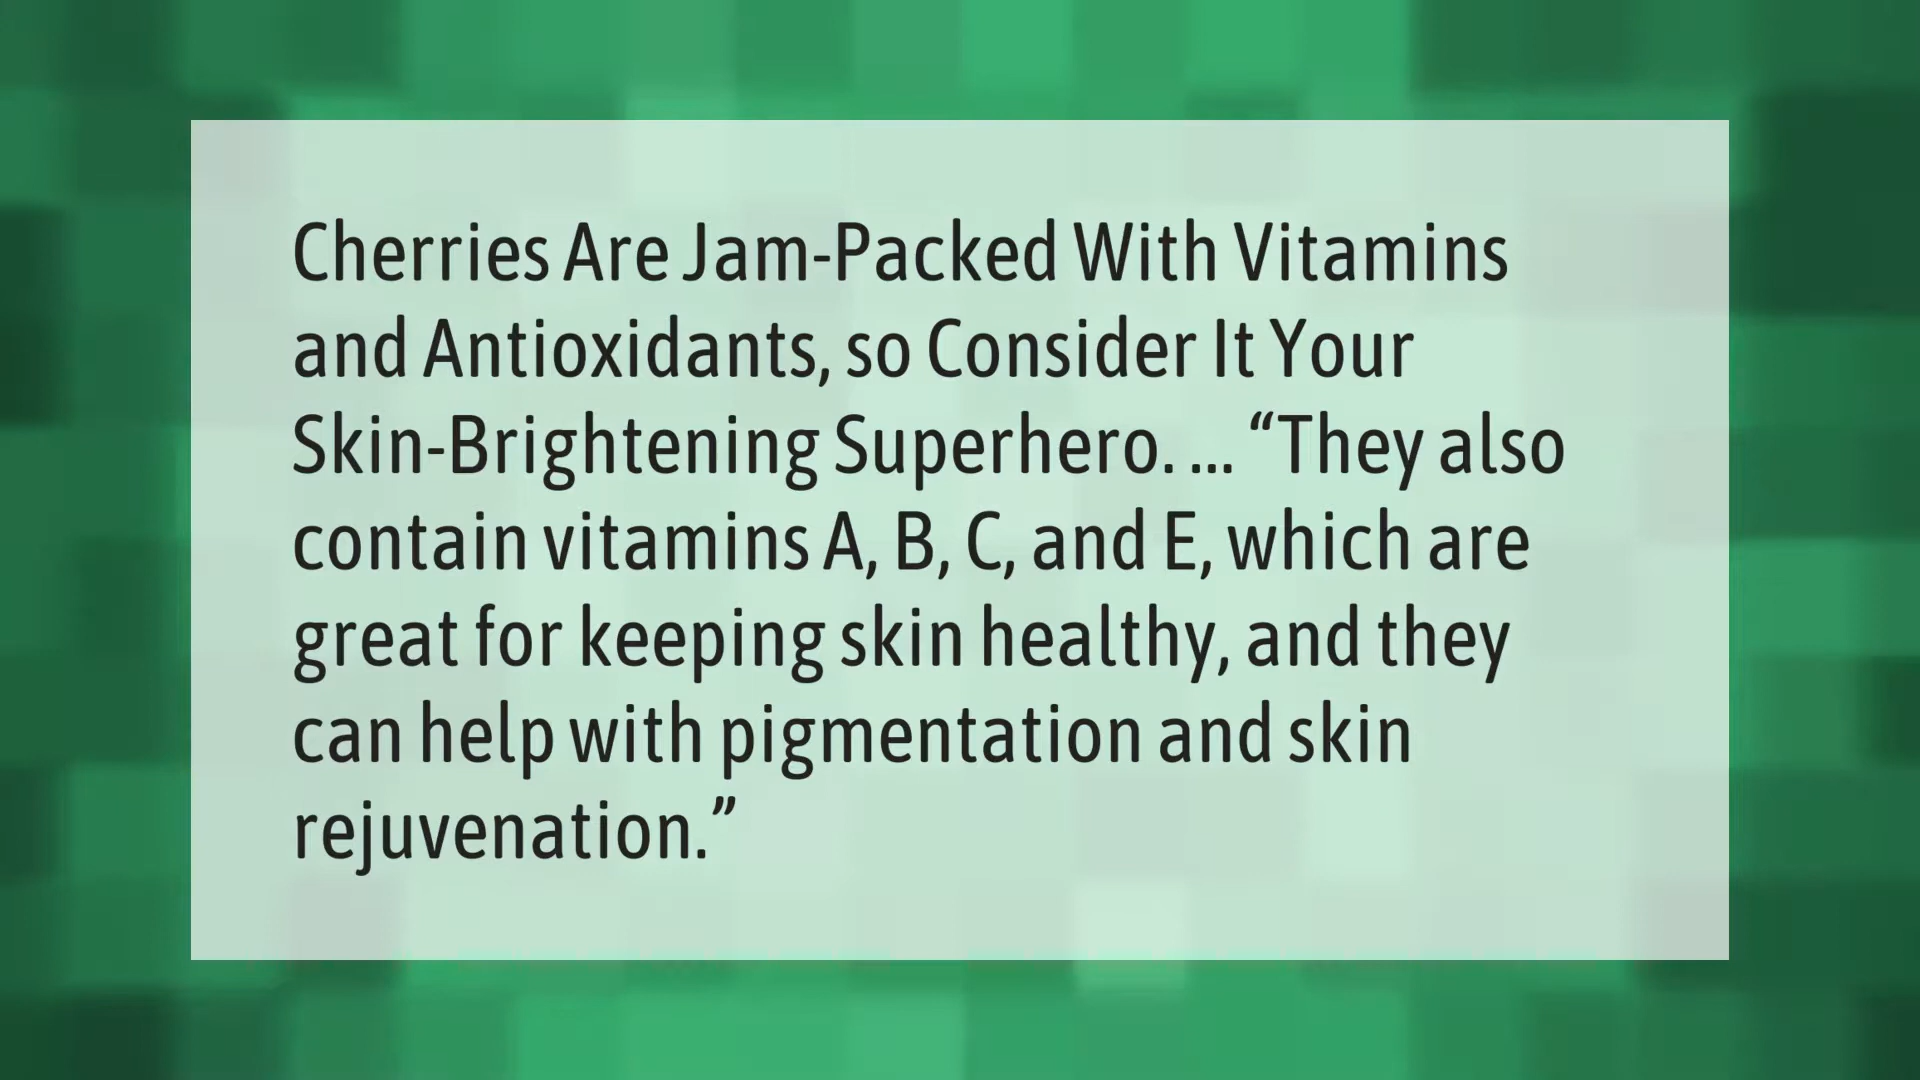 Cherries Are Jam-Packed With Vitamins
and Antioxidants, so Consider It Your
Skin-Brightening Superhero. ... “They also
contain vitamins A, B, C, and E, which are
great for keeping skin healthy, and they
can help with pigmentation and skin
rejuvenation.”